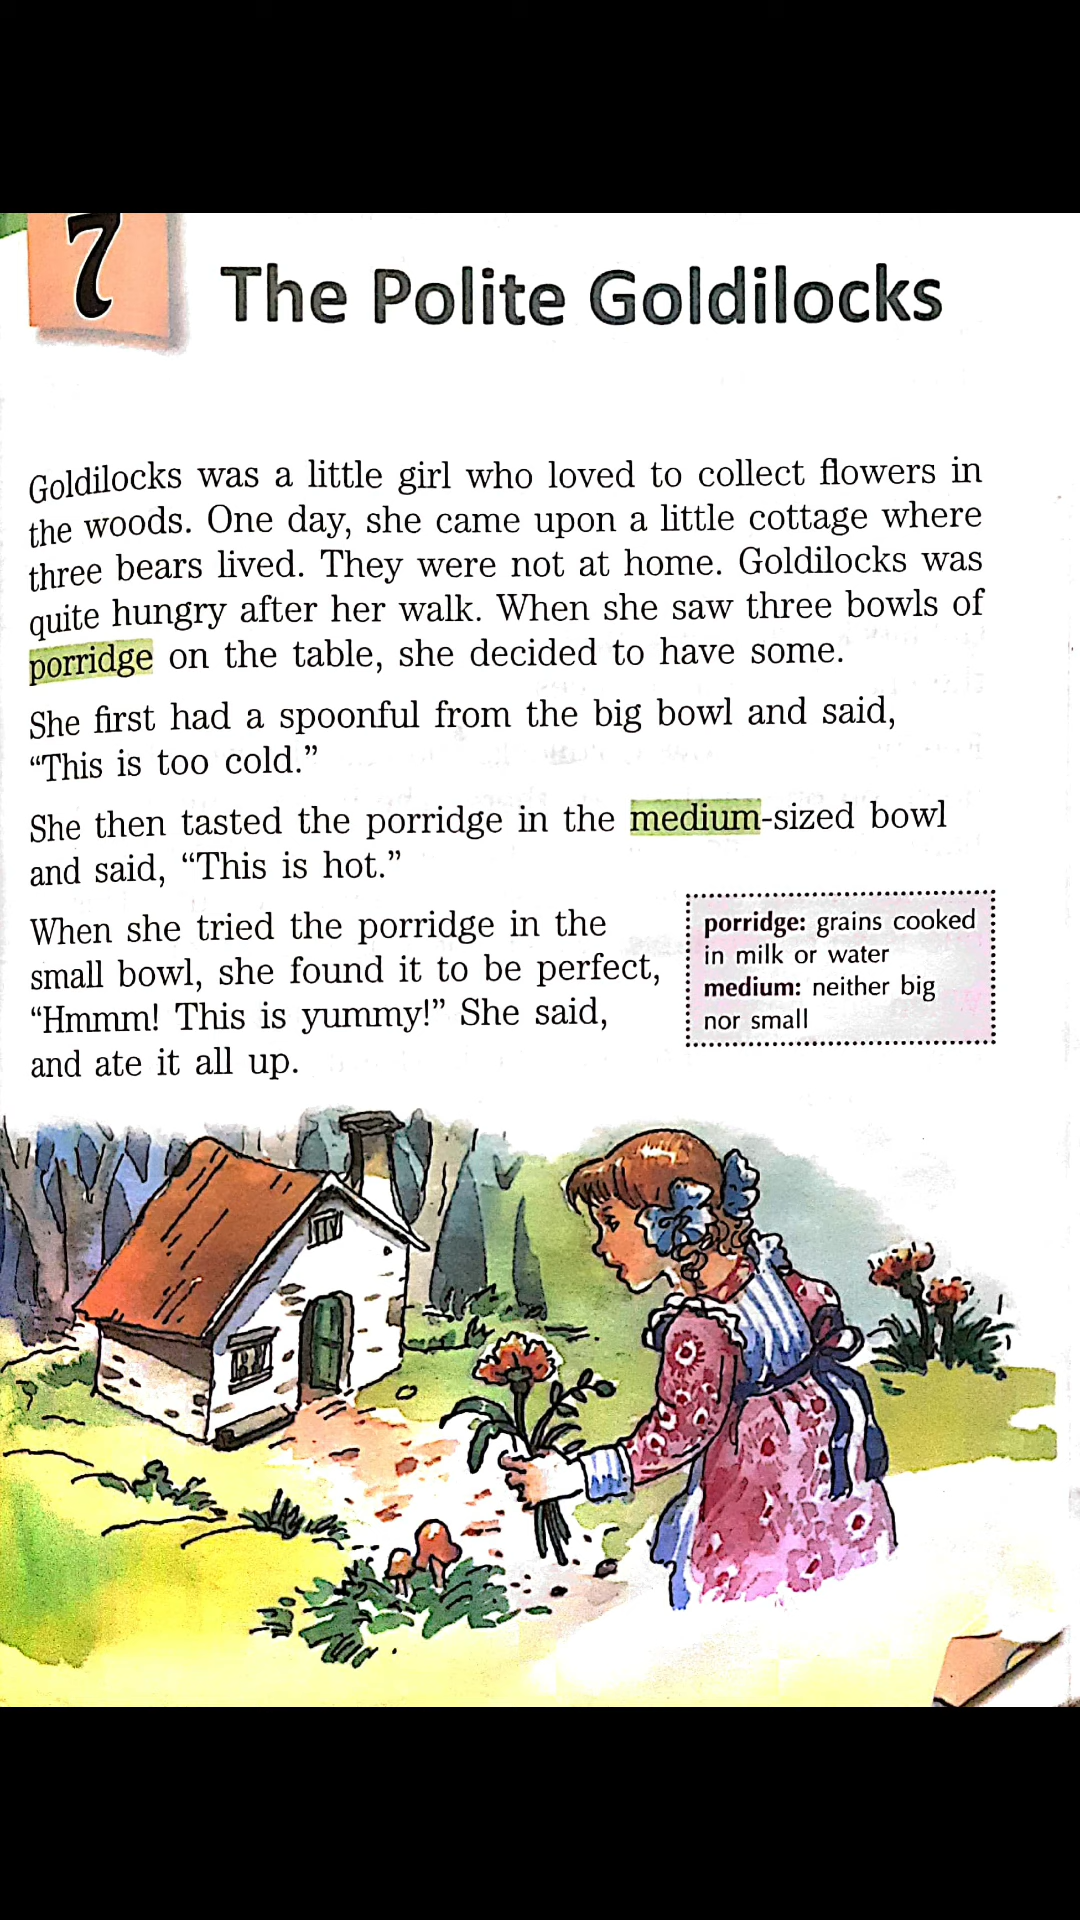 7
The Polite Goldilocks
Goldilocks was a little girl who loved to collect flowers in
the woods. One day, she came upon a little cottage where
three bears lived. They were not at home. Goldilocks was
quite hungry after her walk. When she saw three bowls of
porridge on the table, she decided to have some.
She first had a spoonful from the big bowl and said,
“This is too cold.”
She then tasted the porridge in the medium-sized bowl
and said, “This is hot.”
When she tried the porridge in the
small bowl, she found it to be perfect,
“Hmmm! This is yummy!” She said,
and ate it all up.
porridge: grains cooked
in milk or water
medium: neither big
nor small